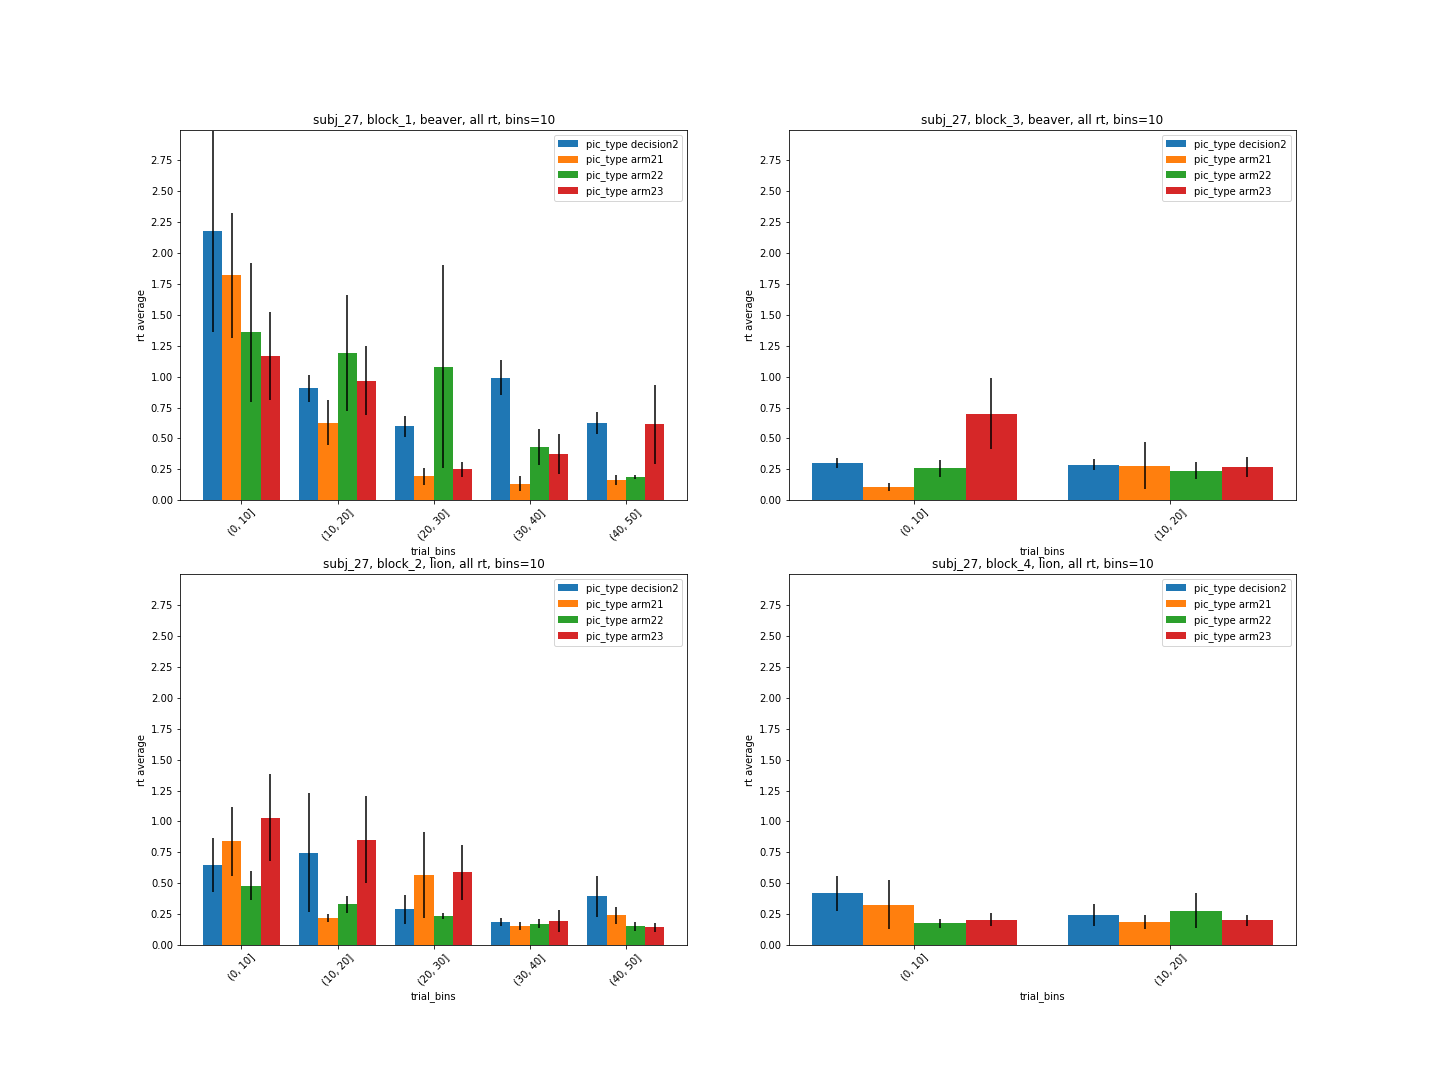 subj_27, block_1, beaver, all rt, bins=10
rt average
2.75
2.50
2.25
2.00
1.75
1.50
1.25
1.00
0.75
0.50
0.25
0.00
pic_type decision2
pic_type arm21
pic_type arm22
pic_type arm23
(0, 10]
(10, 20]
(20, 30]
(30, 40]
(40, 50]
trial_bins
subj_27, block_3, beaver, all rt, bins=10
rt average
2.75
2.50
2.25
2.00
1.75
1.50
1.25
1.00
0.75
0.50
0.25
0.00
pic_type decision2
pic_type arm21
pic_type arm22
pic_type arm23
(0, 10]
(10, 20]
trial_bins
subj_27, block_2, lion, all rt, bins=10
rt average
2.75
2.50
2.25
2.00
1.75
1.50
1.25
1.00
0.75
0.50
0.25
0.00
pic_type decision2
pic_type arm21
pic_type arm22
pic_type arm23
(0, 10]
(10, 20]
(20, 30]
(30, 40]
(40, 50]
trial_bins
subj_27, block_4, lion, all rt, bins=10
rt average
2.75
2.50
2.25
2.00
1.75
1.50
1.25
1.00
0.75
0.50
0.25
0.00
pic_type decision2
pic_type arm21
pic_type arm22
pic_type arm23
(0, 10]
(10, 20]
trial_bins